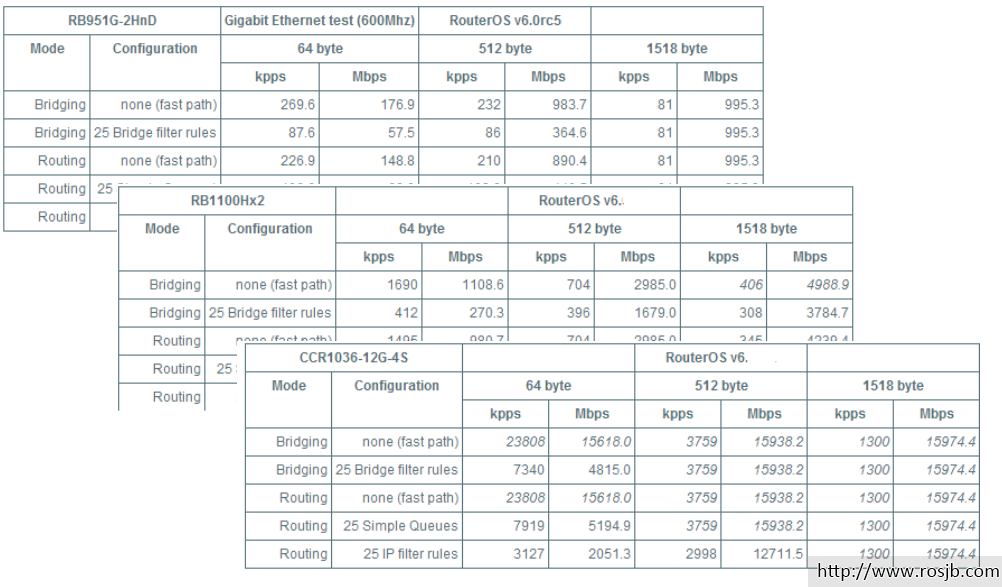 RB951G-2HnD Gigabit Ethernet test (600Mhz) RouterOS v6.0rc5
Mode Configuration 64 byte 512 byte 1518 byte
kpps Mbps kpps Mbps kpps Mbps
Bridging none (fast path) 269.6 176.9 232 983.7 81 995.3
Bridging 25 Bridge filter rules 87.6 57.5 86 364.6 81 995.3
Routing none (fast path) 226.9 148.8 210 890.4 81 995.3
Routing 25
Routing
RB1100Hx2 RouterOS v6.
Mode Configuration 64 byte 512 byte 1518 byte
kpps Mbps kpps Mbps kpps Mbps
Bridging none (fast path) 1690 1108.6 704 2985.0 406 4988.9
Bridging 25 Bridge filter rules 412 270.3 396 1679.0 308 3784.7
Routing none (fast path) 1495 980.7 704 2985.0 345 4239.4
Routing 25
Routing
CCR1036-12G-4S RouterOS v6.
Mode Configuration 64 byte 512 byte 1518 byte
kpps Mbps kpps Mbps kpps Mbps
Bridging none (fast path) 23808 15618.0 3759 15938.2 1300 15974.4
Bridging 25 Bridge filter rules 7340 4815.0 3759 15938.2 1300 15974.4
Routing none (fast path) 23808 15618.0 3759 15938.2 1300 15974.4
Routing 25 Simple Queues 7919 5194.9 3759 15938.2 1300 15974.4
Routing 25 IP filter rules 3127 2051.3 2998 12711.5 1300 15974.4
http://www.rosjb.com